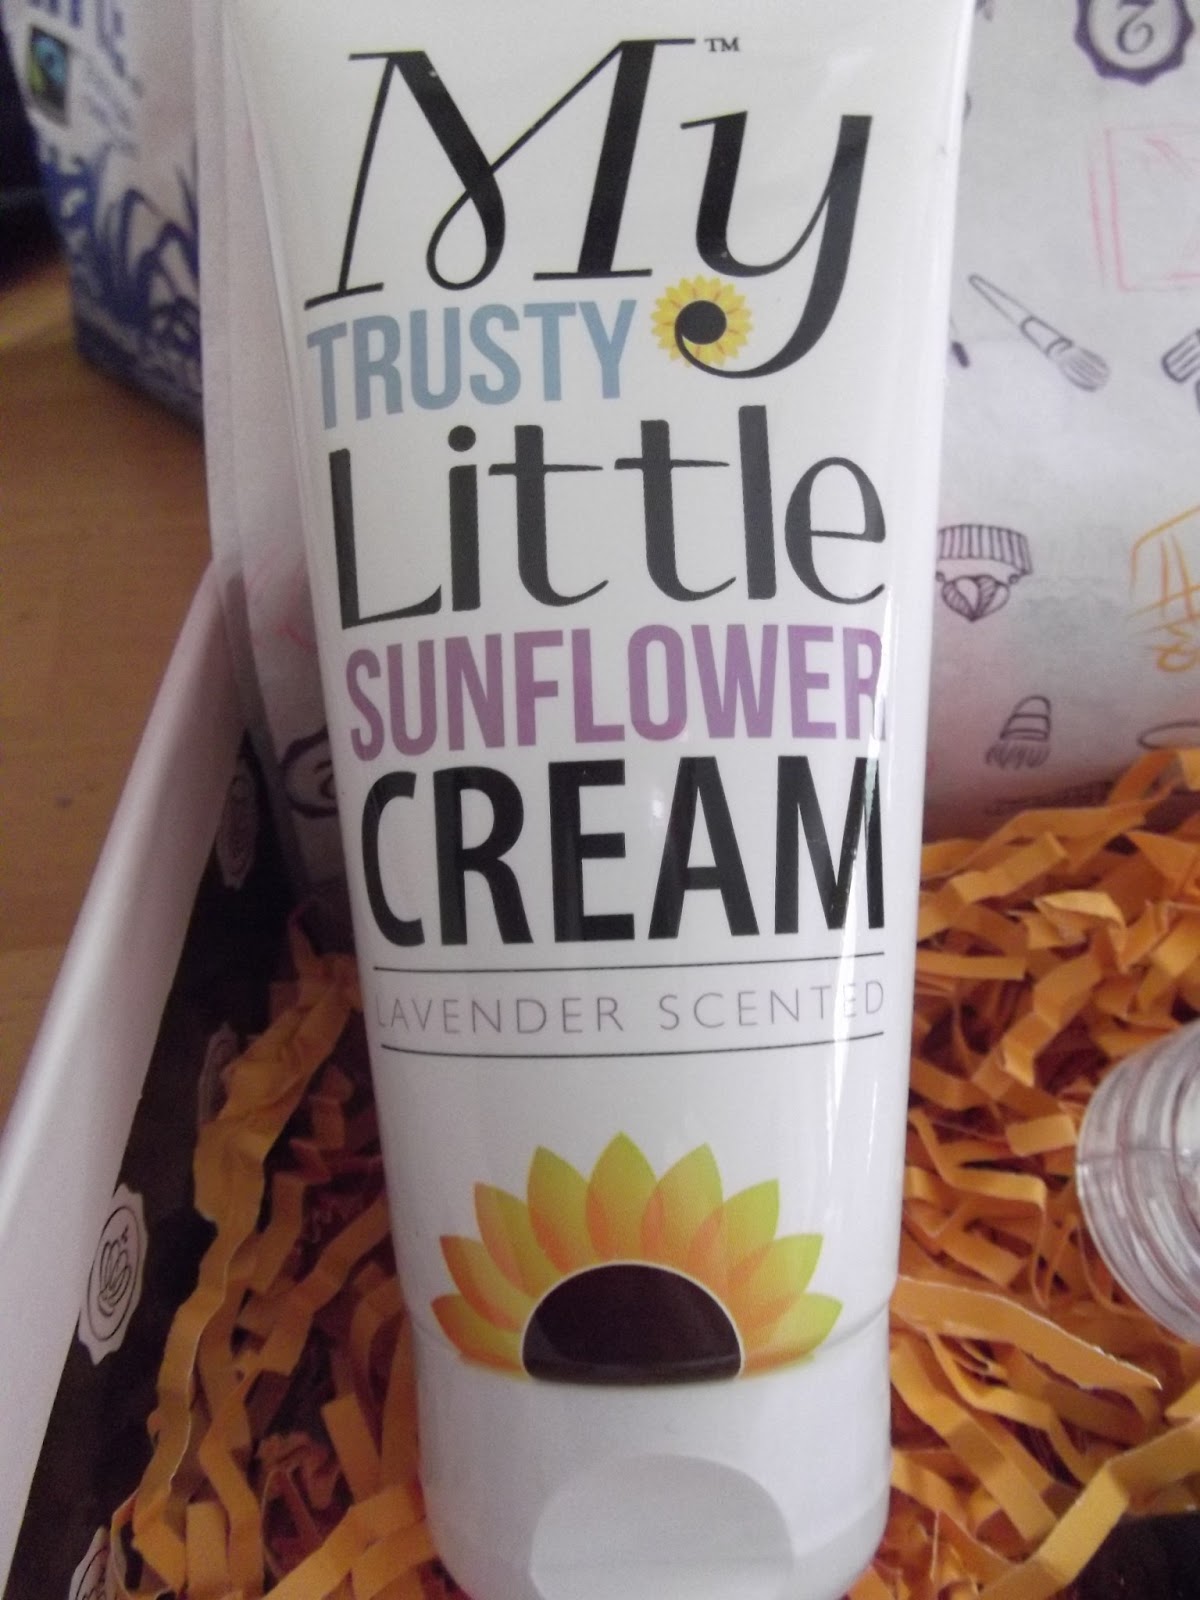 My™
TRUSTY
Little
SUNFLOWER
CREAM
LAVENDER SCENTED